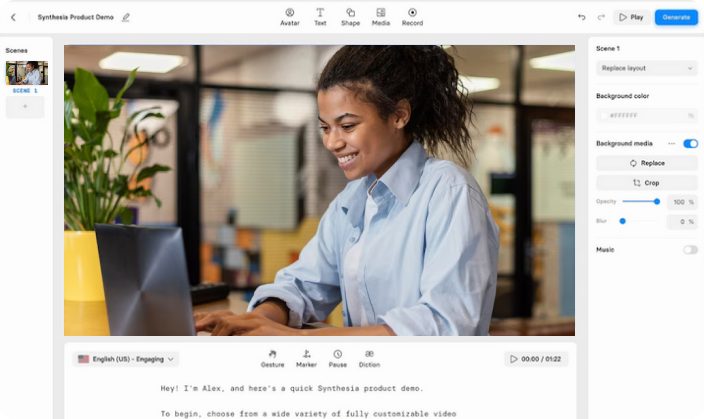 Synthesia Product Demo
Avatar
Text
Shape
Media
Record
Play
Generate
Scenes
SCENE 1
+
Scene 1
Replace layout
Background color
#FFFFFF %
Background media ...
Replace
Crop
Opacity 100 %
Blur 0 %
Music
English (US) - Engaging
Gesture
Marker
Pause
Diction
00:00 / 01:22
Hey! I'm Alex, and here's a quick Synthesia product demo.
To begin, choose from a wide variety of fully customizable video